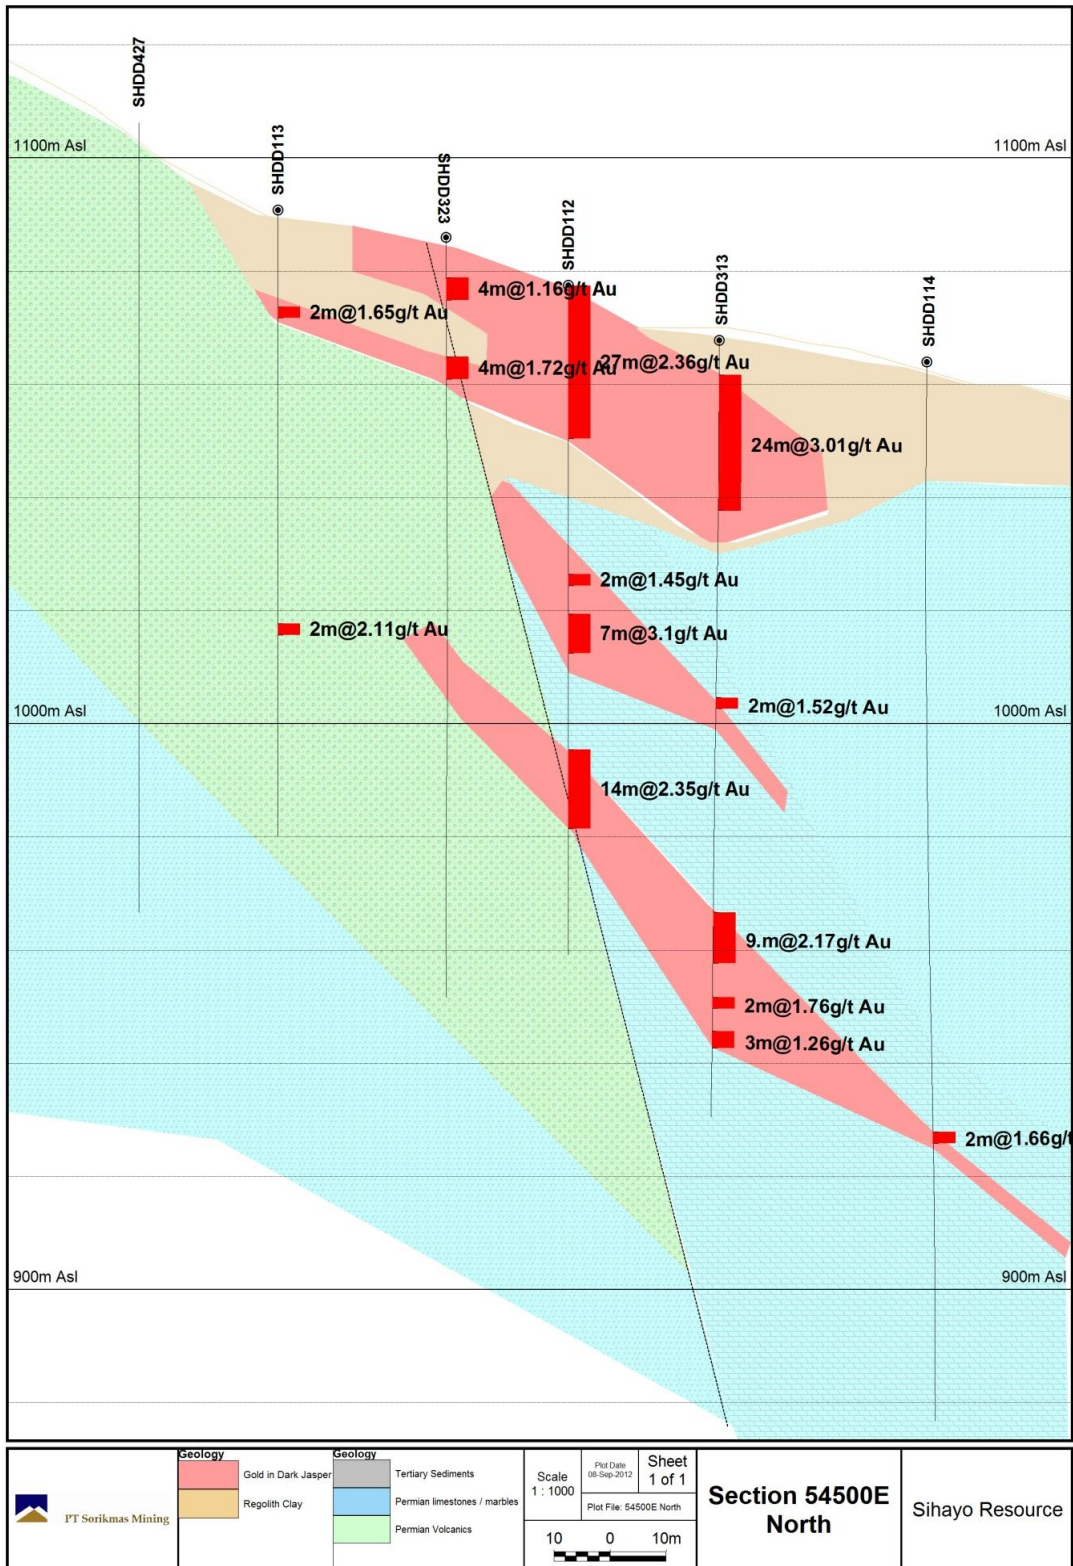 SHDD427
1100m Asl
1100m Asl
SHDD113
SHDD323
SHDD112
SHDD313
SHDD114
4m@1.16g/t Au
2m@1.65g/t Au
27m@2.36g/t Au
4m@1.72g/t Au
24m@3.01g/t Au
2m@1.45g/t Au
2m@2.11g/t Au
7m@3.1g/t Au
2m@1.52g/t Au
1000m Asl
1000m Asl
14m@2.35g/t Au
9.m@2.17g/t Au
2m@1.76g/t Au
3m@1.26g/t Au
2m@1.66g/t
900m Asl
900m Asl
PT Sorikmas Mining
Geology
Gold in Dark Jasper
Regolith Clay
Geology
Tertiary Sediments
Permian limestones / marbles
Permian Volcanics
Scale
1 : 1000
Plot Date
08-Sep-2012
Sheet
1 of 1
Plot File: 54500E North
10 0 10m
Section 54500E
North
Sihayo Resource